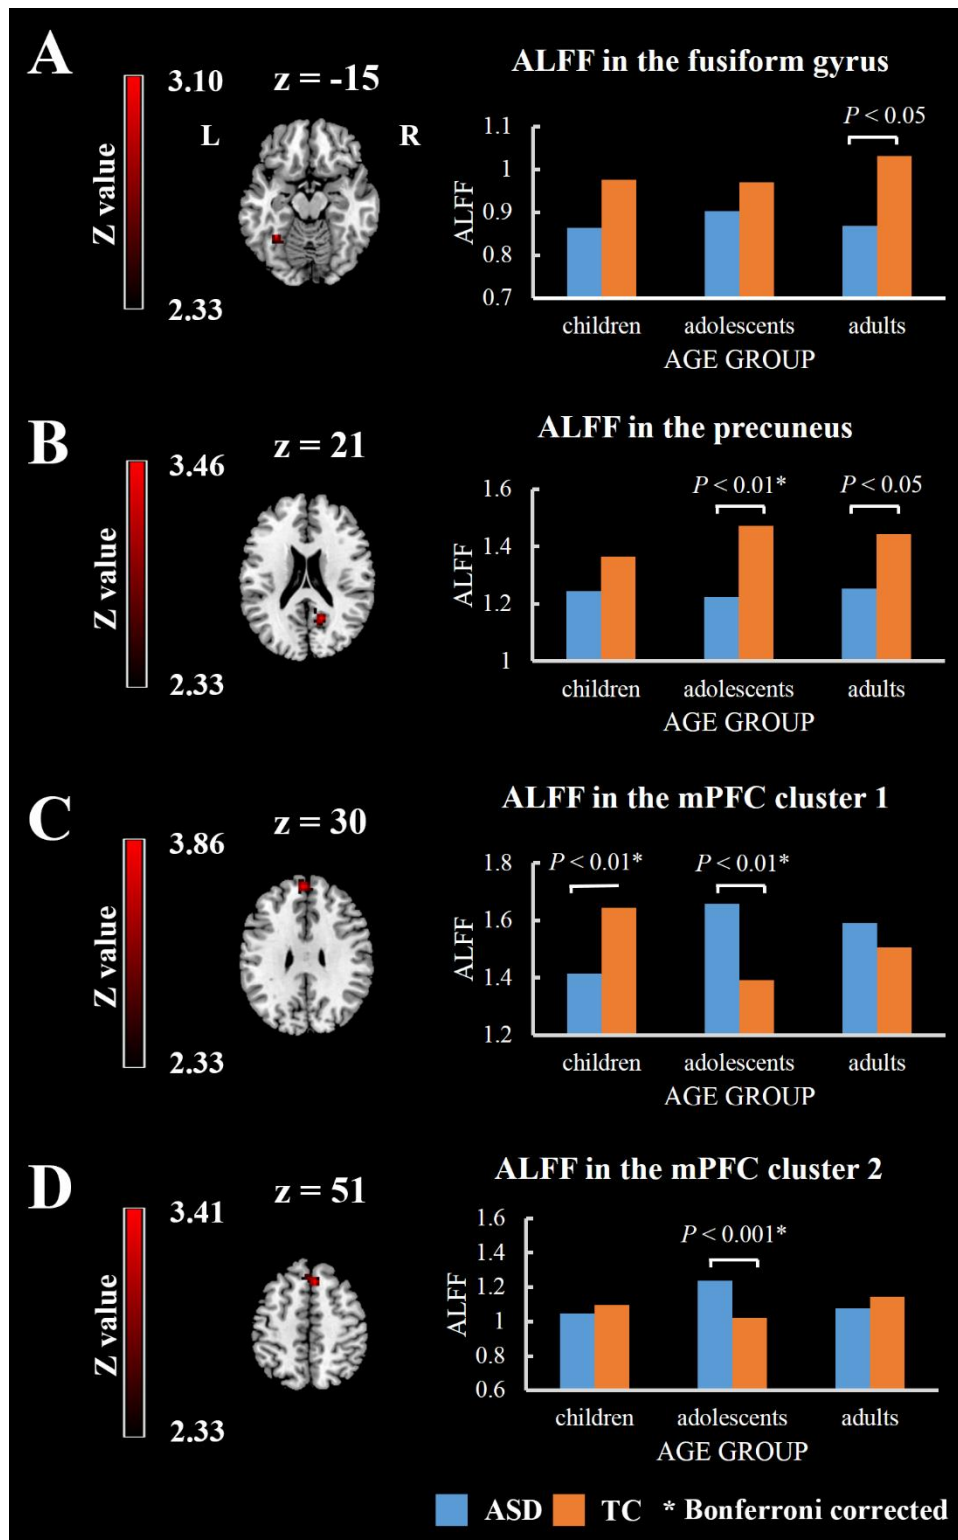 A
3.10
z = -15
ALFF in the fusiform gyrus
L
R
Z value
2.33
P < 0.05
1.1
1
0.9
0.8
0.7
ALFF
children
adolescents
adults
AGE GROUP
B
3.46
z = 21
ALFF in the precuneus
Z value
2.33
P < 0.01*
P < 0.05
1.6
1.4
1.2
1
ALFF
children
adolescents
adults
AGE GROUP
C
3.86
z = 30
ALFF in the mPFC cluster 1
Z value
2.33
P < 0.01*
P < 0.01*
1.8
1.6
1.4
1.2
ALFF
children
adolescents
adults
AGE GROUP
D
3.41
z = 51
ALFF in the mPFC cluster 2
Z value
2.33
P < 0.001*
1.6
1.4
1.2
1
0.8
0.6
ALFF
children
adolescents
adults
AGE GROUP
ASD TC * Bonferroni corrected